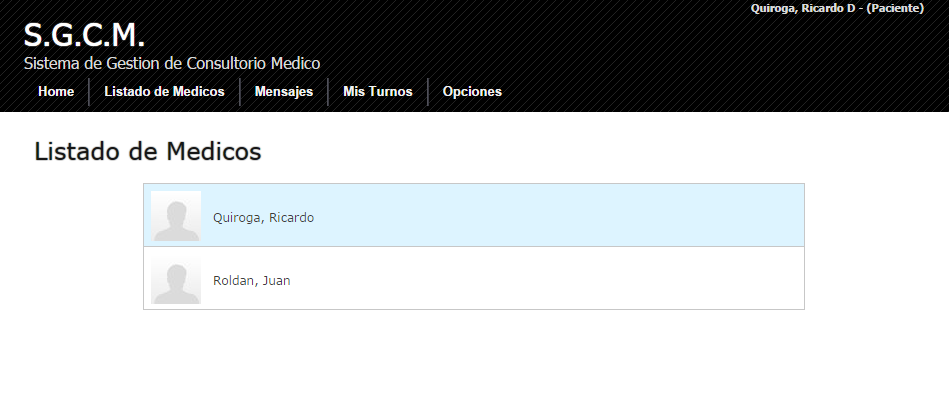 Quiroga, Ricardo D - (Paciente)
S.G.C.M.
Sistema de Gestion de Consultorio Medico
Home Listado de Medicos Mensajes Mis Turnos Opciones
Listado de Medicos
Quiroga, Ricardo
Roldan, Juan